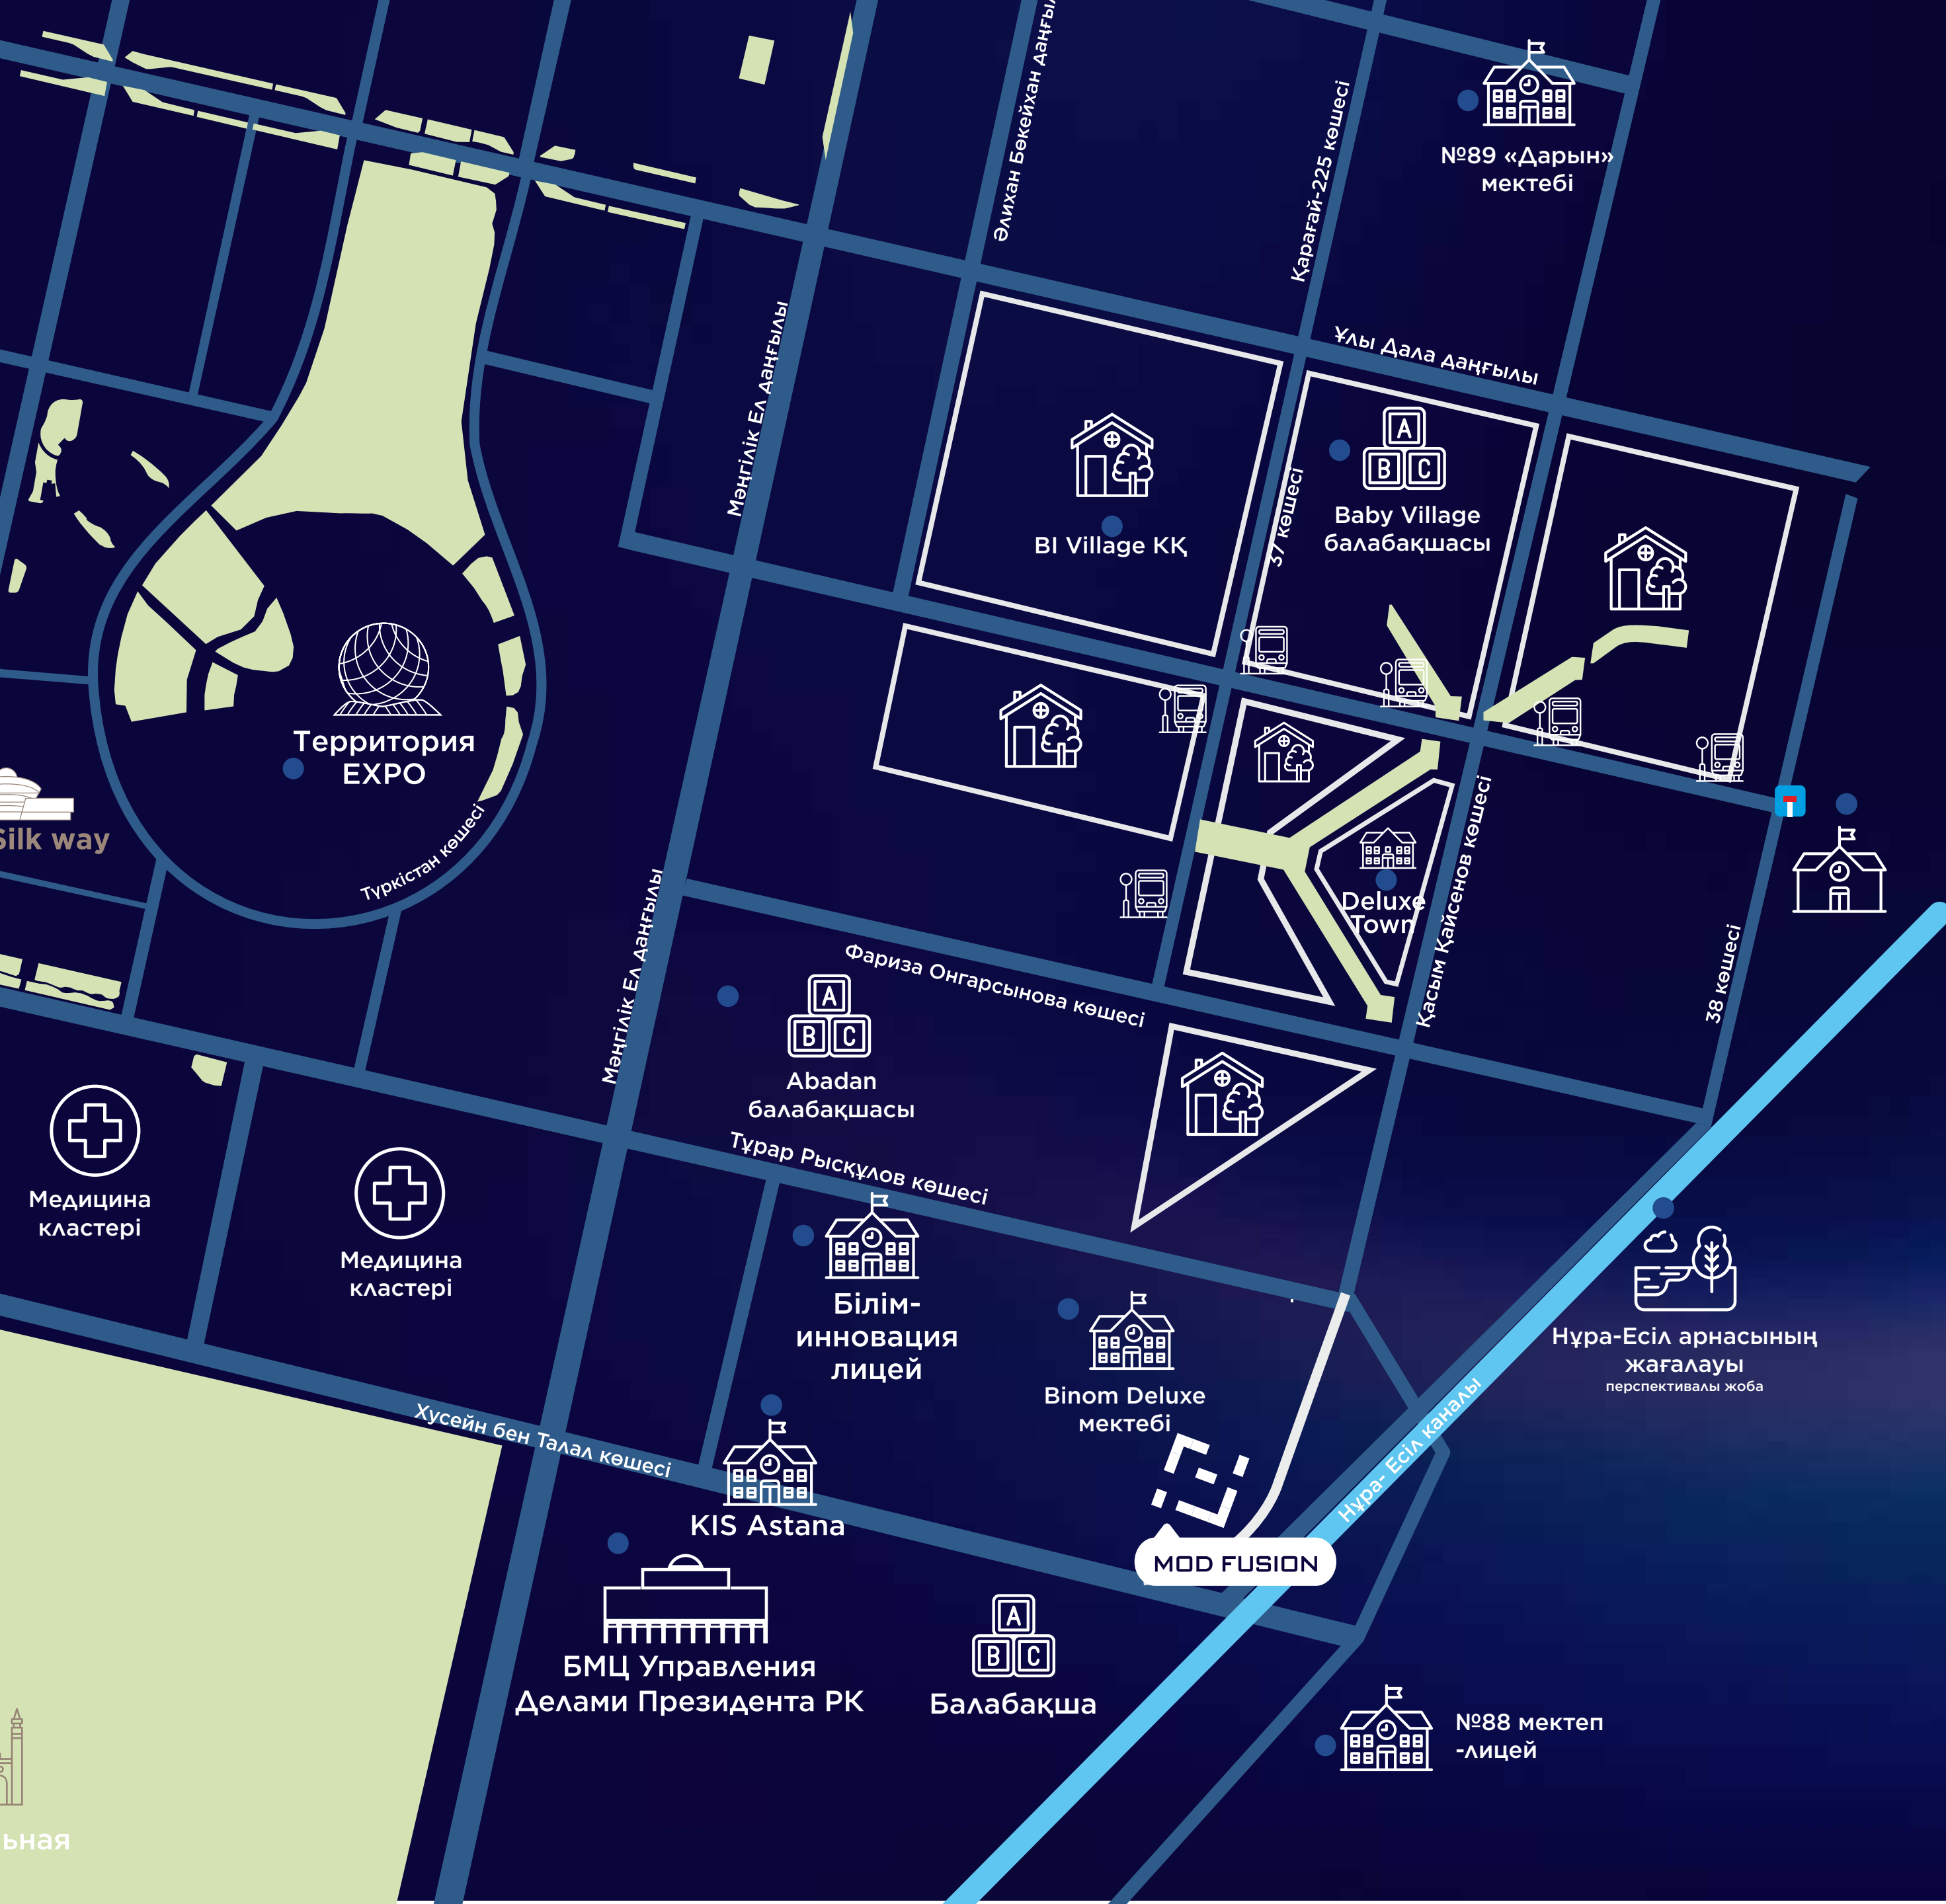 Әлихан Бөкейхан
Қарағай-225 көшесі
№89 «Дарын»
мектебі
Ұлы Дала даңғылы
Мәңгілік Ел даңғылы
37 көшесі
A
B C
Baby Village
балабақшасы
BI Village ҚҚ
Территория
EXPO
Silk way
Түркістан көшесі
Deluxe
Town
Қасым Қайсенов көшесі
38 көшесі
Мәңгілік Ел даңғылы
Фариза Онгарсынова көшесі
A
B C
Abadan
балабақшасы
Тұрар Рысқұлов көшесі
Медицина
кластері
Медицина
кластері
Білім-
инновация
лицей
Binom Deluxe
мектебі
Нұра-Есіл арнасының
жағалауы
перспективалы жоба
Нұра- Есіл каналы
Хусейн бен Талал көшесі
KIS Astana
MOD FUSION
БМЦ Управления
Делами Президента РК
A
B C
Балабақша
№88 мектеп
-лицей
ьная